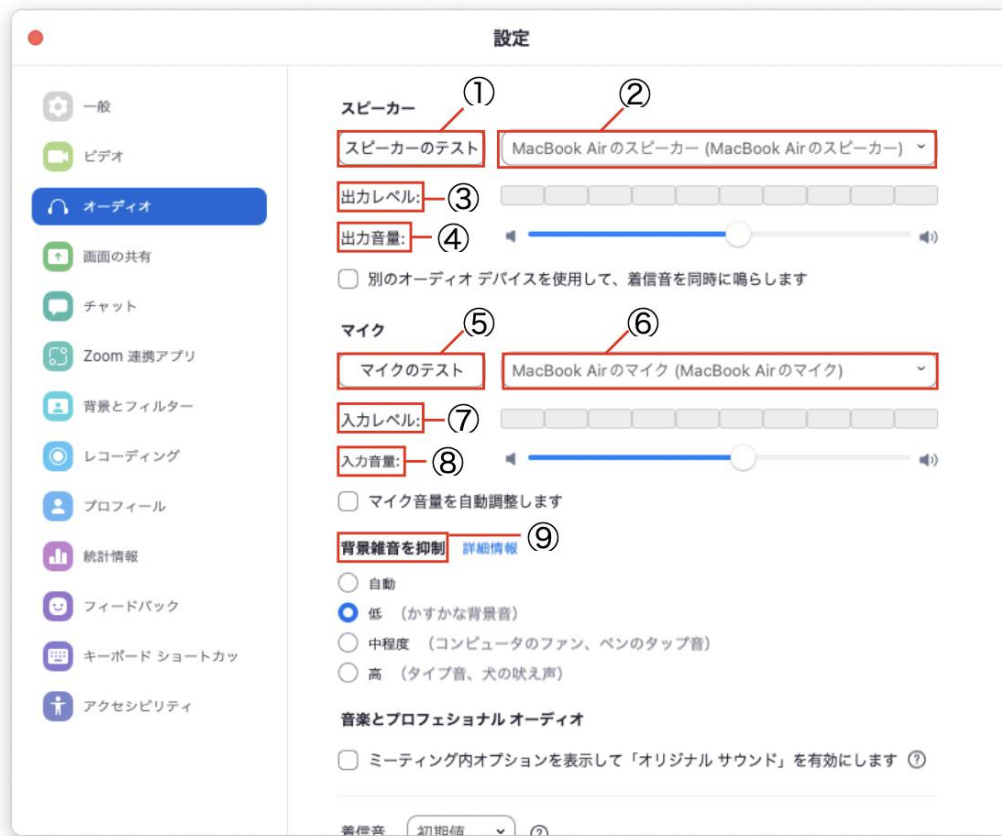 設定
一般
ビデオ
オーディオ
画面の共有
チャット
Zoom 連携アプリ
背景とフィルター
レコーディング
プロフィール
統計情報
フィードバック
キーボード ショートカッ
アクセシビリティ
① ②
スピーカー
スピーカーのテスト MacBook Airのスピーカー (MacBook Airのスピーカー)
出力レベル: ③
出力音量: ④
別のオーディオ デバイスを使用して、着信音を同時に鳴らします
⑤ ⑥
マイク
マイクのテスト MacBook Airのマイク (MacBook Airのマイク)
入力レベル: ⑦
入力音量: ⑧
マイク音量を自動調整します
背景雑音を抑制 詳細情報 ⑨
自動
低 (かすかな背景音)
中程度 (コンピュータのファン、ペンのタップ音)
高 (タイプ音、犬の吠え声)
音楽とプロフェショナル オーディオ
ミーティング内オプションを表示して「オリジナル サウンド」を有効にします ?
着信音 初期値 ?